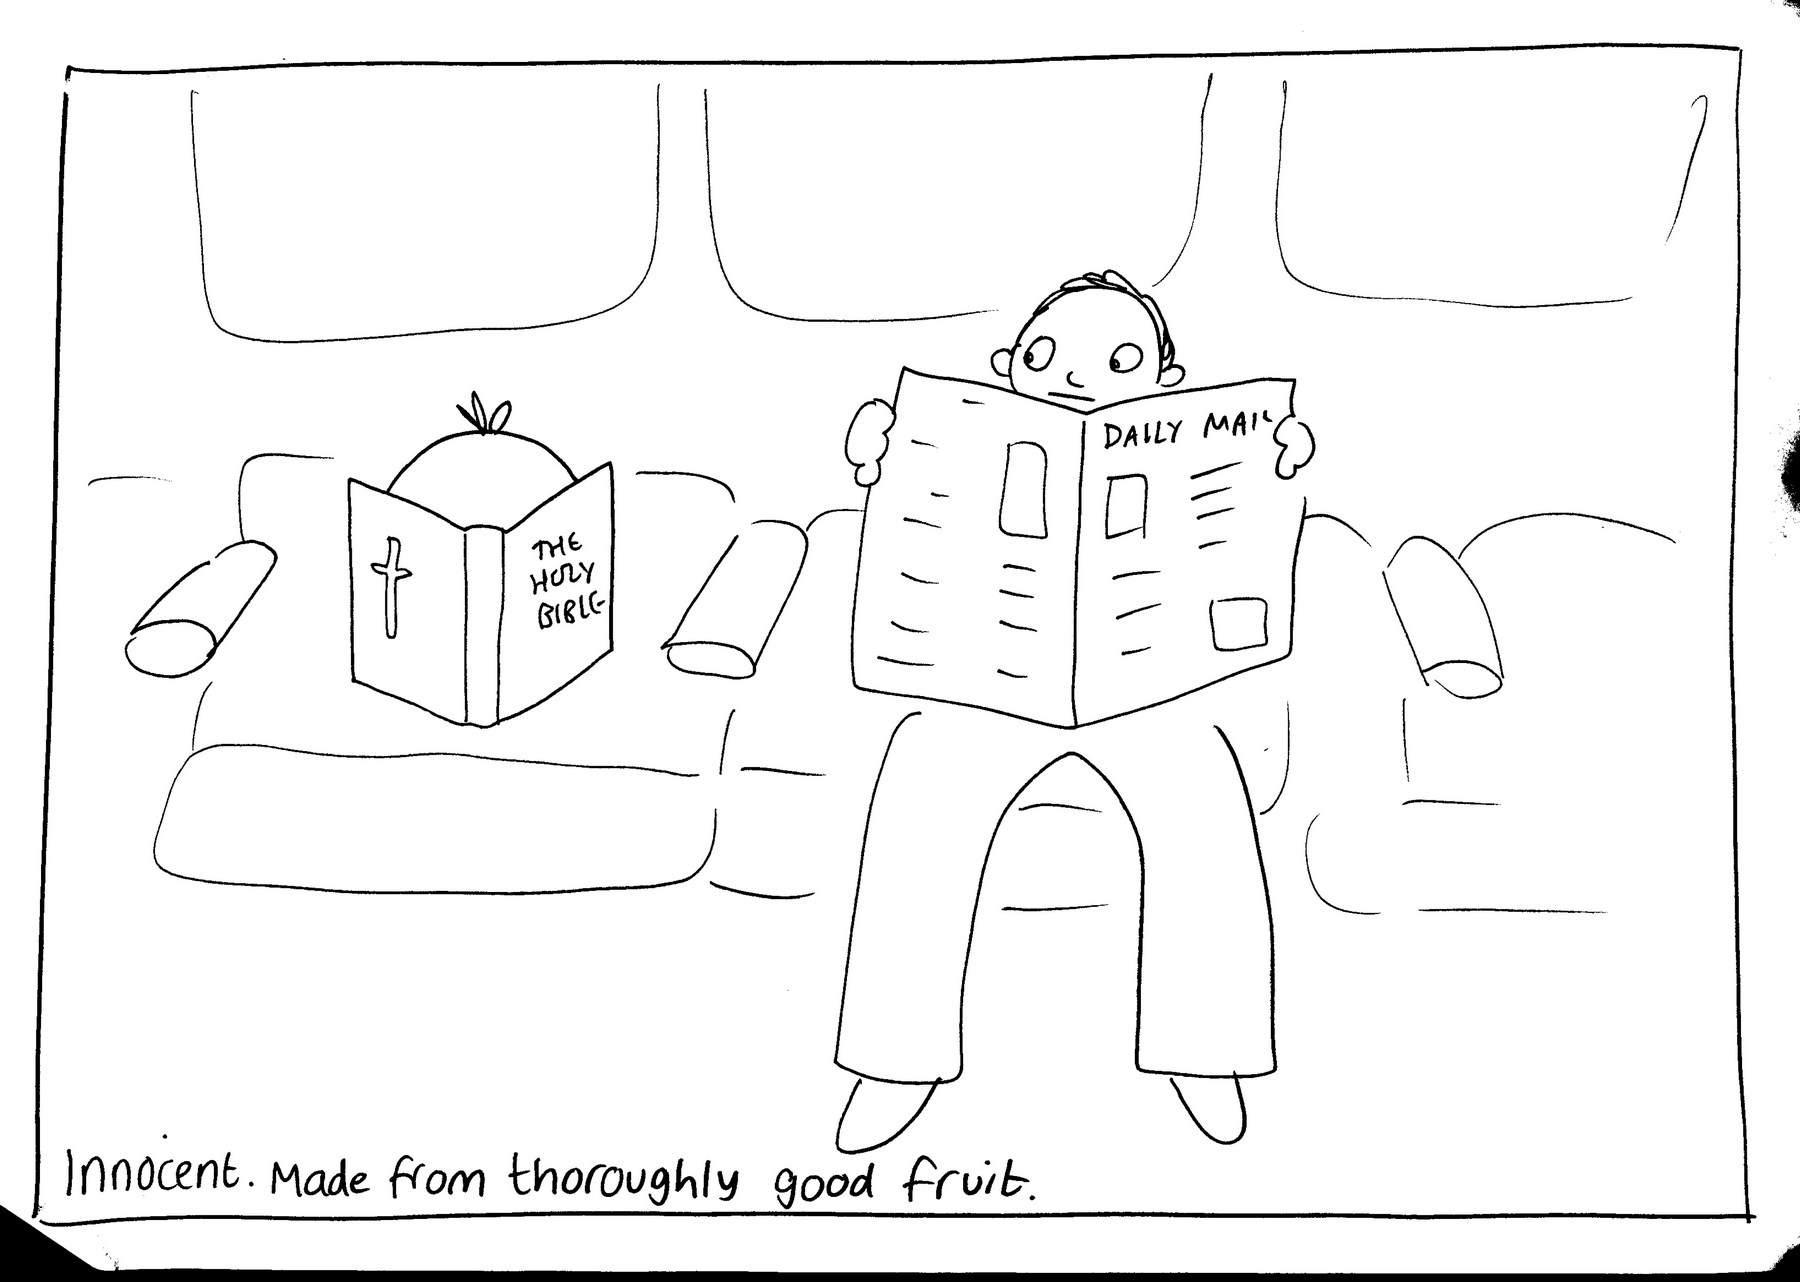 THE
HOLY
BIBLE
DAILY MAIL
Innocent. Made from thoroughly good fruit.